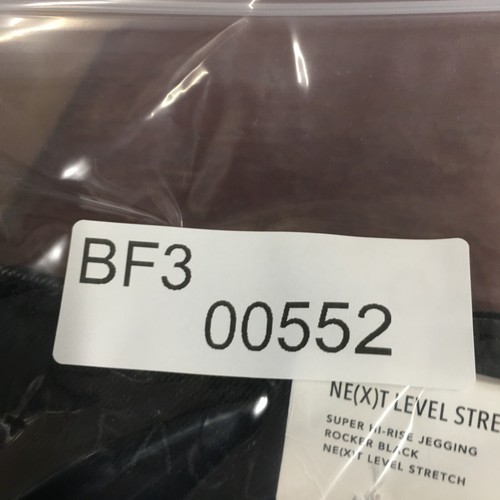 BF3
00552
NE(X)T LEVEL STRE
SUPER HI-RISE JEGGING
ROCKER BLACK
NE(X)T LEVEL STRETCH